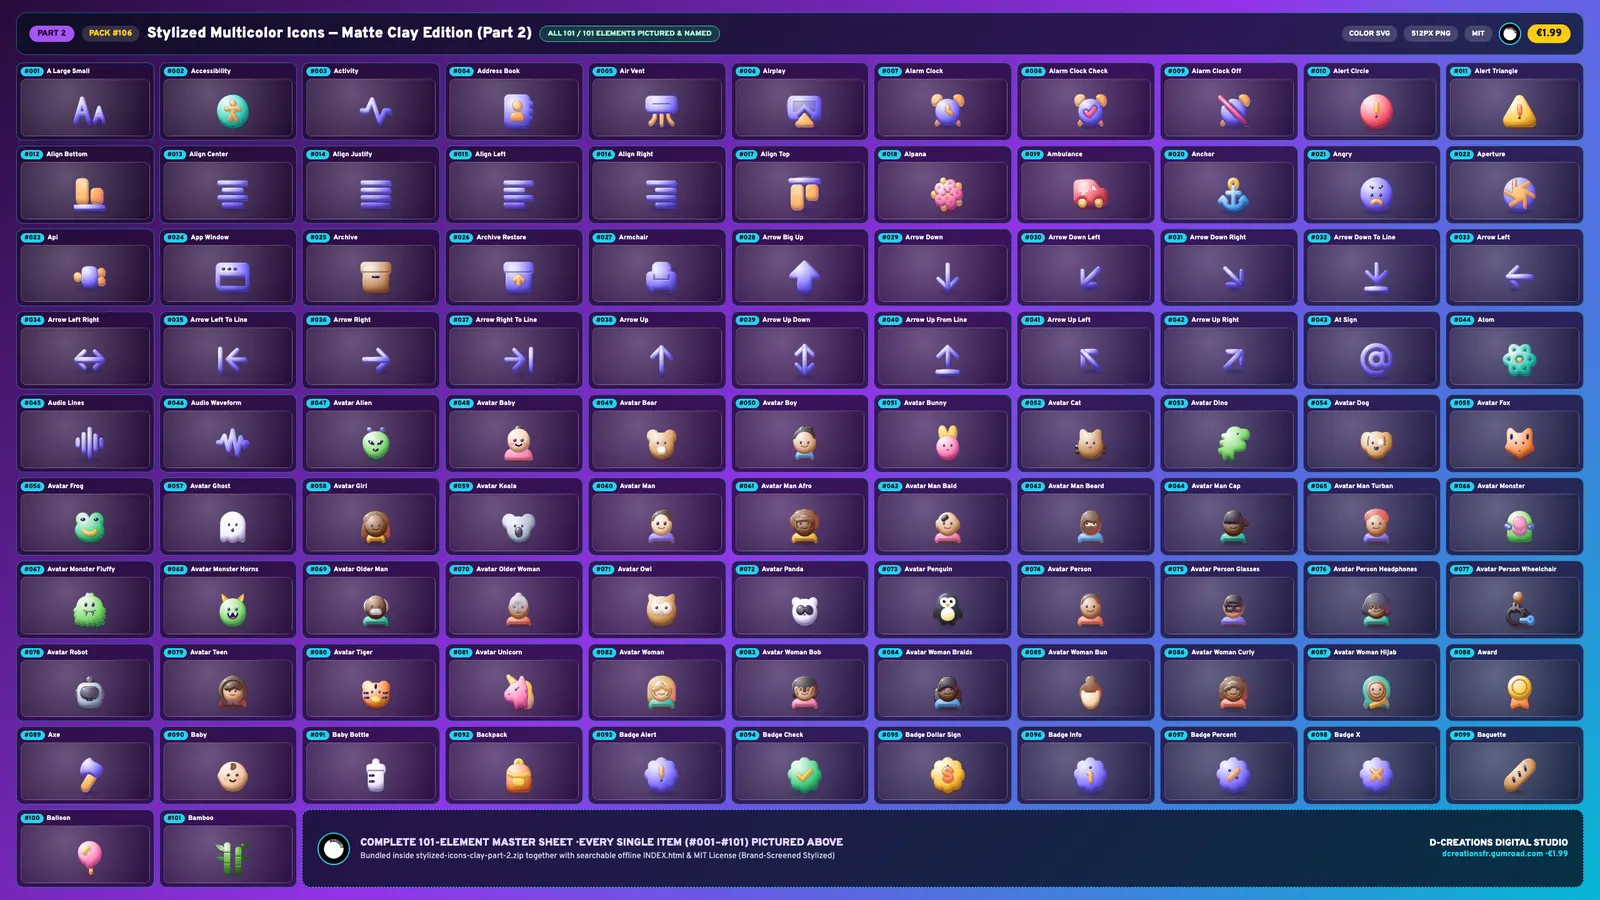 PART 2
PACK #106
Stylized Multicolor Icons – Matte Clay Edition (Part 2)
ALL 101 / 101 ELEMENTS PICTURED & NAMED
COLOR SVG
512PX PNG
MIT
€1.99
#001 A Large Small
#002 Accessibility
#003 Activity
#004 Address Book
#005 Air Vent
#006 Airplay
#007 Alarm Clock
#008 Alarm Clock Check
#009 Alarm Clock Off
#010 Alert Circle
#011 Alert Triangle
#012 Align Bottom
#013 Align Center
#014 Align Justify
#015 Align Left
#016 Align Right
#017 Align Top
#018 Alpana
#019 Ambulance
#020 Anchor
#021 Angry
#022 Aperture
#023 Api
#024 App Window
#025 Archive
#026 Archive Restore
#027 Armchair
#028 Arrow Big Up
#029 Arrow Down
#030 Arrow Down Left
#031 Arrow Down Right
#032 Arrow Down To Line
#033 Arrow Left
#034 Arrow Left Right
#035 Arrow Left To Line
#036 Arrow Right
#037 Arrow Right To Line
#038 Arrow Up
#039 Arrow Up Down
#040 Arrow Up From Line
#041 Arrow Up Left
#042 Arrow Up Right
#043 At Sign
#044 Atom
#045 Audio Lines
#046 Audio Waveform
#047 Avatar Alien
#048 Avatar Baby
#049 Avatar Bear
#050 Avatar Boy
#051 Avatar Bunny
#052 Avatar Cat
#053 Avatar Dino
#054 Avatar Dog
#055 Avatar Fox
#056 Avatar Frog
#057 Avatar Ghost
#058 Avatar Girl
#059 Avatar Koala
#060 Avatar Man
#061 Avatar Man Afro
#062 Avatar Man Bald
#063 Avatar Man Beard
#064 Avatar Man Cap
#065 Avatar Man Turban
#066 Avatar Monster
#067 Avatar Monster Fluffy
#068 Avatar Monster Horns
#069 Avatar Older Man
#070 Avatar Older Woman
#071 Avatar Owl
#072 Avatar Panda
#073 Avatar Penguin
#074 Avatar Person
#075 Avatar Person Glasses
#076 Avatar Person Headphones
#077 Avatar Person Wheelchair
#078 Avatar Robot
#079 Avatar Teen
#080 Avatar Tiger
#081 Avatar Unicorn
#082 Avatar Woman
#083 Avatar Woman Bob
#084 Avatar Woman Braids
#085 Avatar Woman Bun
#086 Avatar Woman Curly
#087 Avatar Woman Hijab
#088 Award
#089 Axe
#090 Baby
#091 Baby Bottle
#092 Backpack
#093 Badge Alert
#094 Badge Check
#095 Badge Dollar Sign
#096 Badge Info
#097 Badge Percent
#098 Badge X
#099 Baguette
#100 Balloon
#101 Bamboo
COMPLETE 101-ELEMENT MASTER SHEET · EVERY SINGLE ITEM (#001–#101) PICTURED ABOVE
Bundled inside stylized-icons-clay-part-2.zip together with searchable offline INDEX.html & MIT License (Brand-Screened Stylized)
D-CREATIONS DIGITAL STUDIO
dcreationsfr.gumroad.com · €1.99